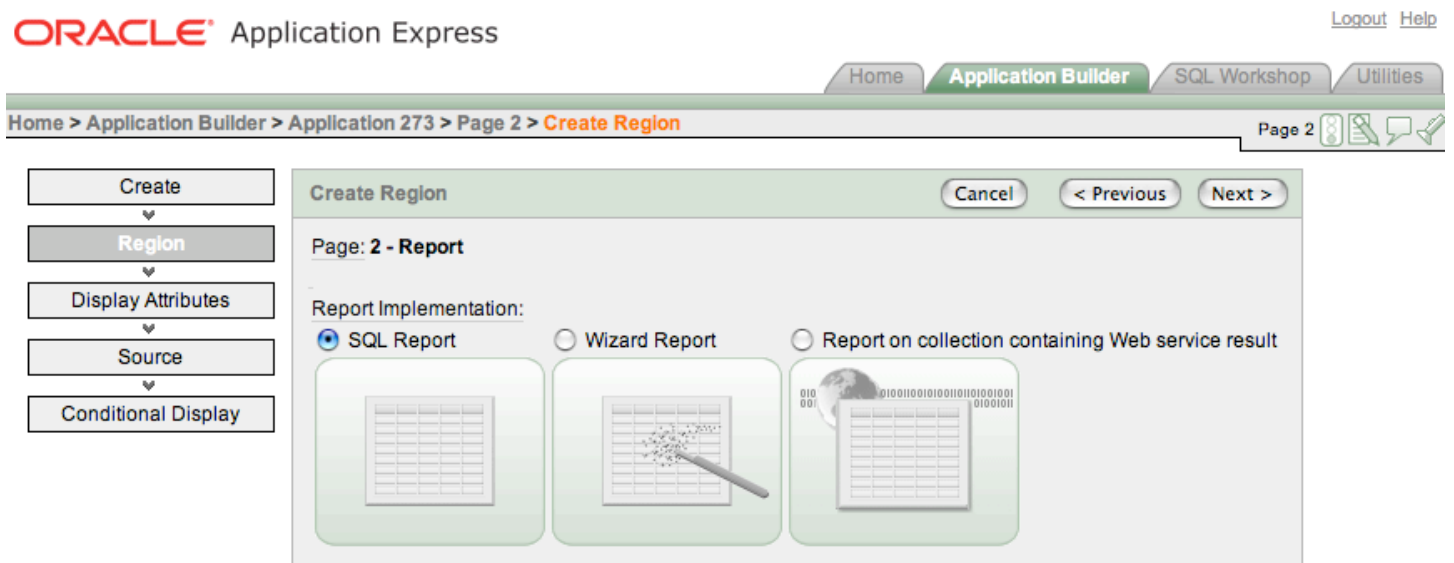 Logout Help
ORACLE® Application Express
Home Application Builder SQL Workshop Utilities
Home > Application Builder > Application 273 > Page 2 > Create Region
Page 2
Create
Region
Display Attributes
Source
Conditional Display
Create Region
Cancel < Previous Next >
Page: 2 - Report
Report Implementation:
SQL Report Wizard Report Report on collection containing Web service result